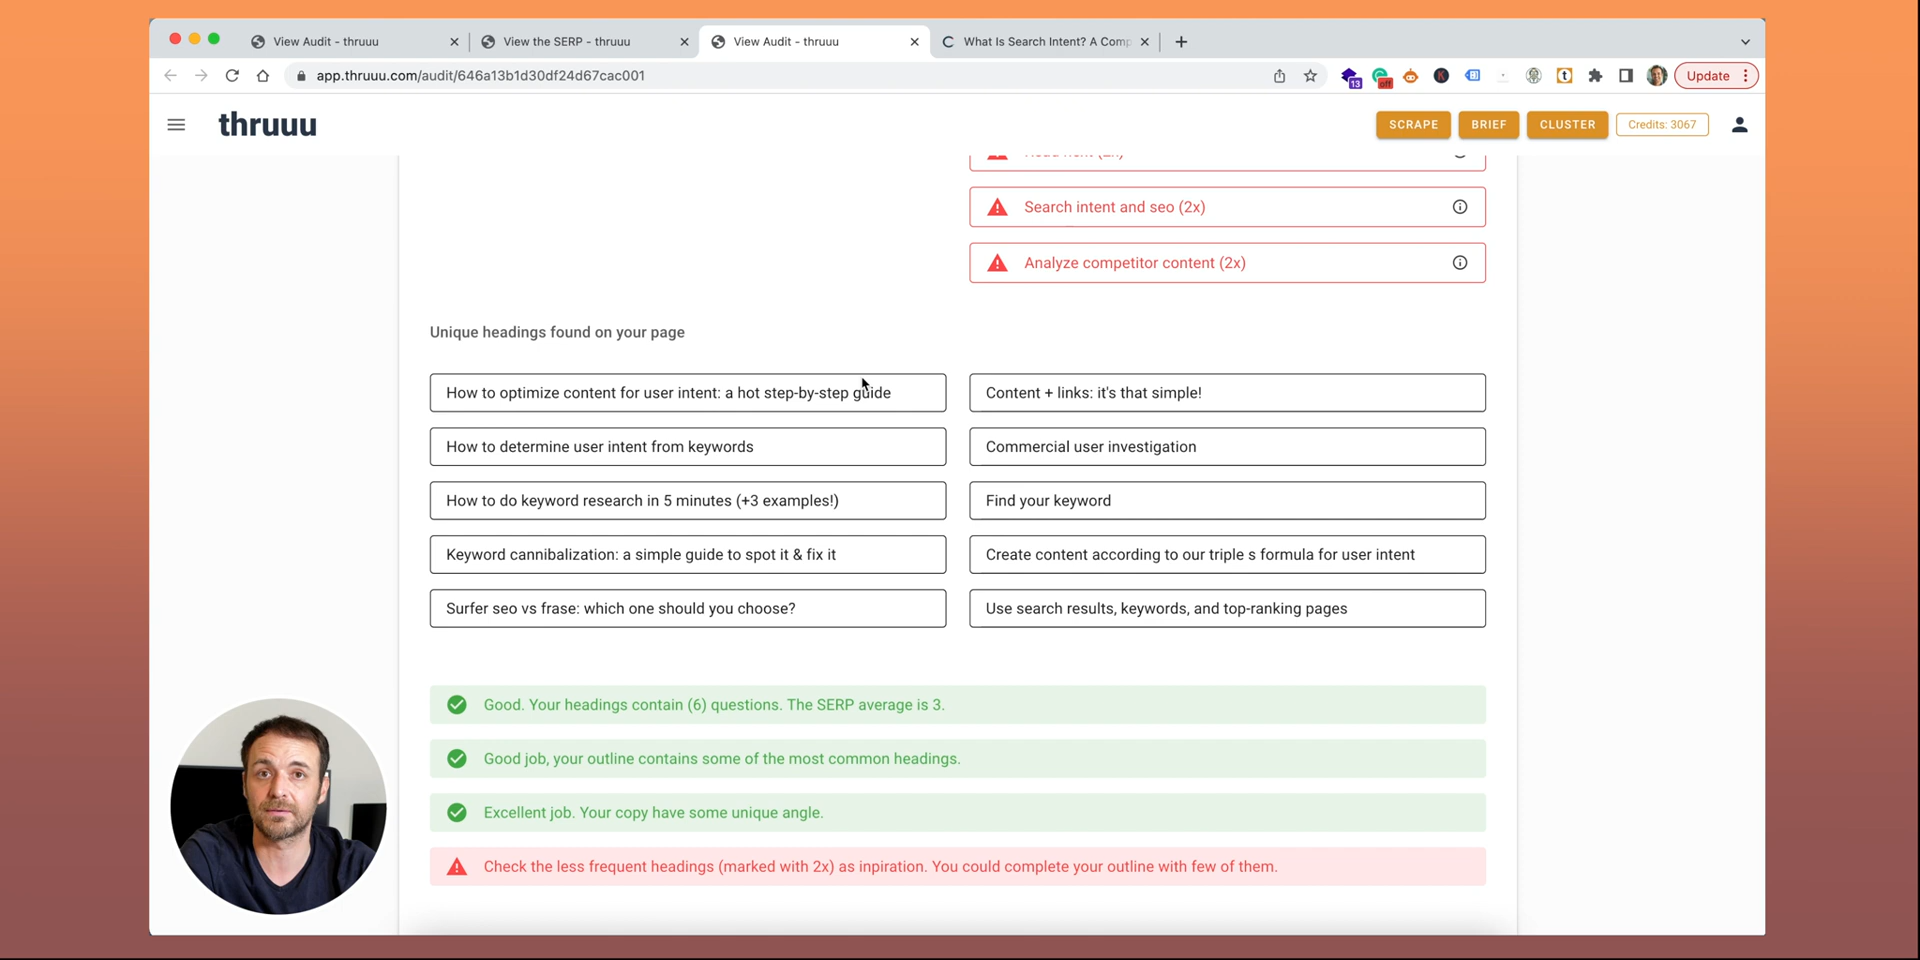 View Audit - thruuu
View the SERP - thruuu
View Audit - thruuu
What Is Search Intent? A Comp
app.thruuu.com/audit/646a13b1d30df24d67cac001
13
off
Update
thruuu
SCRAPE
BRIEF
CLUSTER
Credits: 3067
Search intent and seo (2x)
Analyze competitor content (2x)
Unique headings found on your page
How to optimize content for user intent: a hot step-by-step guide
Content + links: it's that simple!
How to determine user intent from keywords
Commercial user investigation
How to do keyword research in 5 minutes (+3 examples!)
Find your keyword
Keyword cannibalization: a simple guide to spot it & fix it
Create content according to our triple s formula for user intent
Surfer seo vs frase: which one should you choose?
Use search results, keywords, and top-ranking pages
Good. Your headings contain (6) questions. The SERP average is 3.
Good job, your outline contains some of the most common headings.
Excellent job. Your copy have some unique angle.
Check the less frequent headings (marked with 2x) as inpiration. You could complete your outline with few of them.